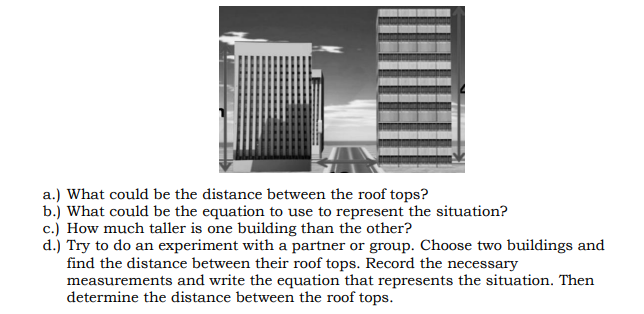 a.) What could be the distance between the roof tops?
b.) What could be the equation to use to represent the situation?
c.) How much taller is one building than the other?
d.) Try to do an experiment with a partner or group. Choose two buildings and
find the distance between their roof tops. Record the necessary
measurements and write the equation that represents the situation. Then
determine the distance between the roof tops.